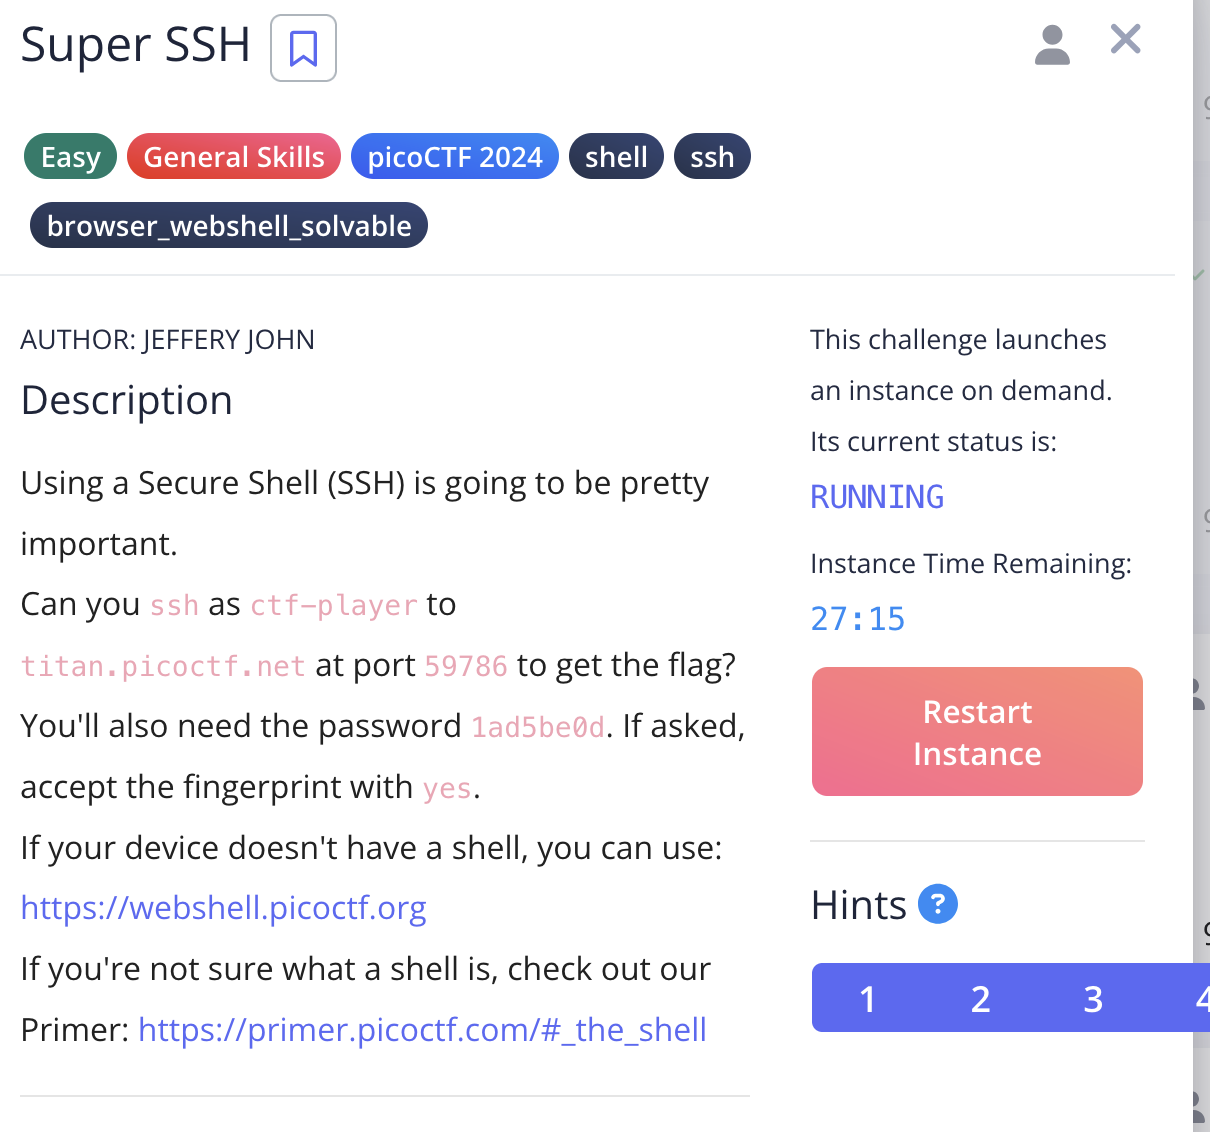 Super SSH
Easy General Skills picoCTF 2024 shell ssh
browser_webshell_solvable
AUTHOR: JEFFERY JOHN
Description
Using a Secure Shell (SSH) is going to be pretty
important.
Can you ssh as ctf-player to
titan.picoctf.net at port 59786 to get the flag?
You'll also need the password 1ad5be0d. If asked,
accept the fingerprint with yes.
If your device doesn't have a shell, you can use:
https://webshell.picoctf.org
If you're not sure what a shell is, check out our
Primer: https://primer.picoctf.com/#_the_shell
This challenge launches
an instance on demand.
Its current status is:
RUNNING
Instance Time Remaining:
27:15
Restart
Instance
Hints ?
1 2 3 4